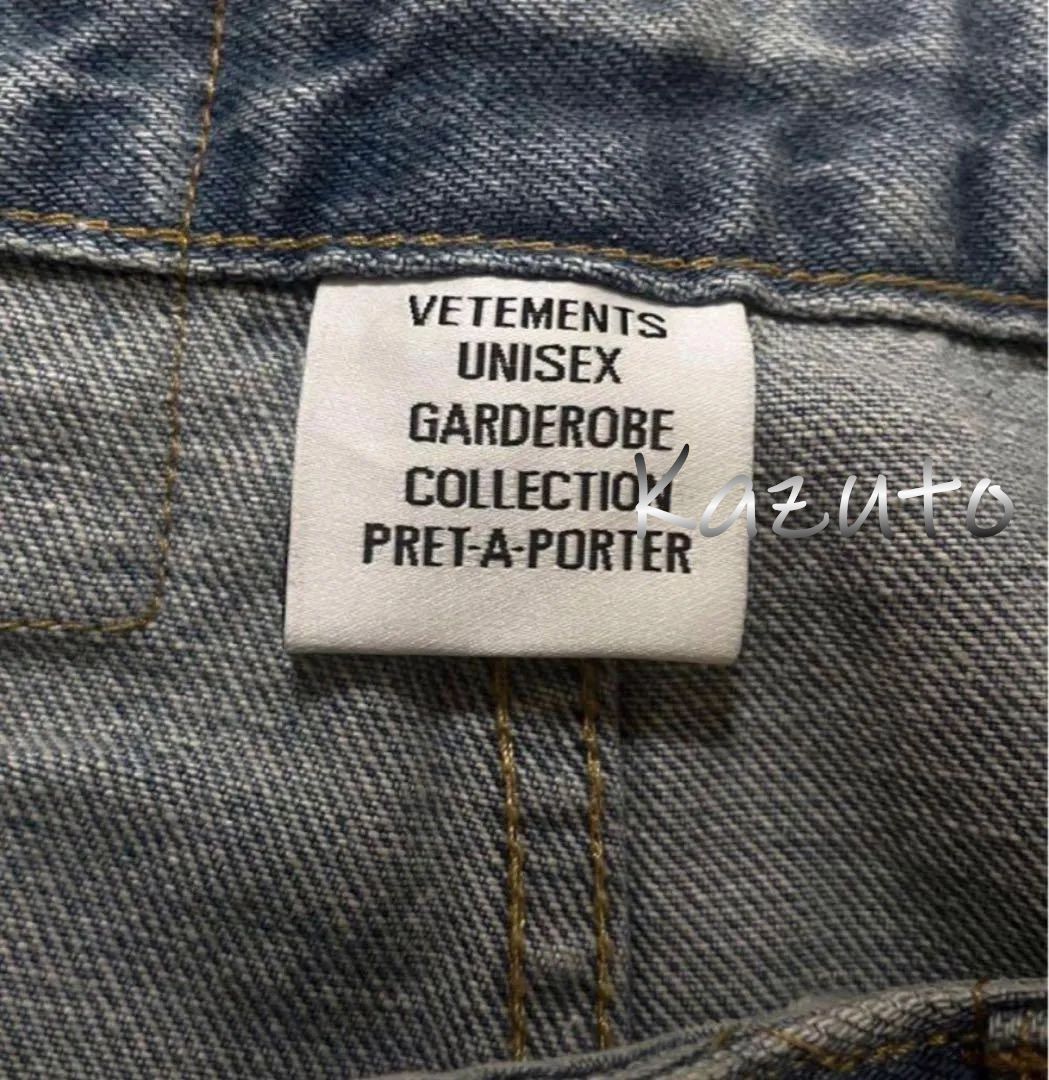 VETEMENTS
UNISEX
GARDEROBE
COLLECTION
PRET-A-PORTER
Kazuto